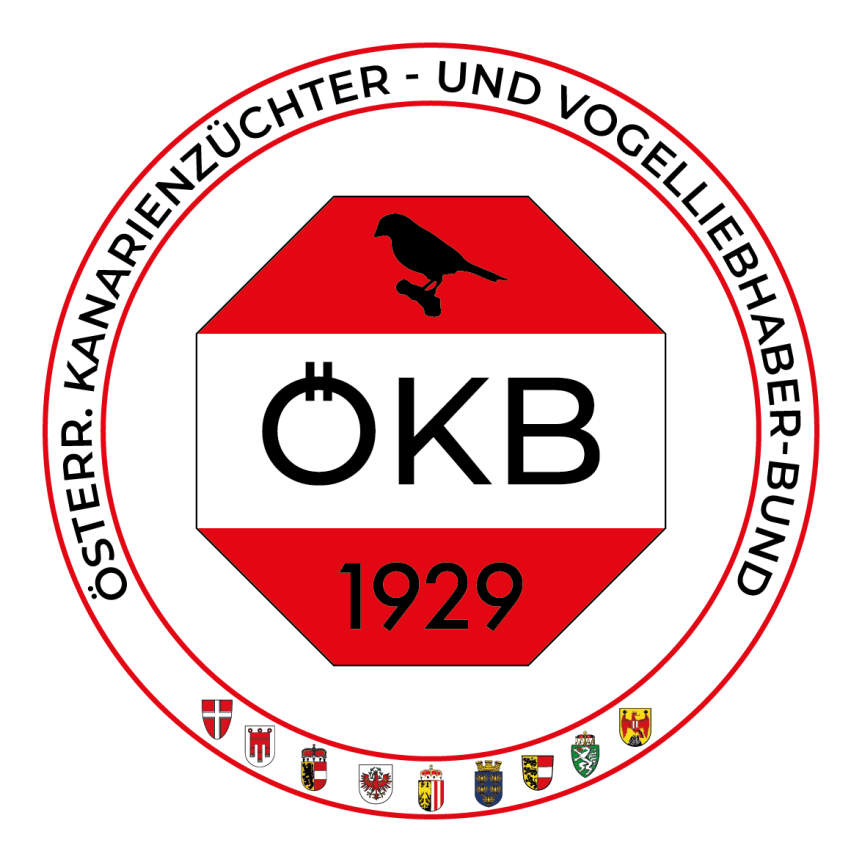 ÖSTERR. KANARIENZÜCHTER - UND VOGELLIEBHABER-BUND
ÖKB
1929